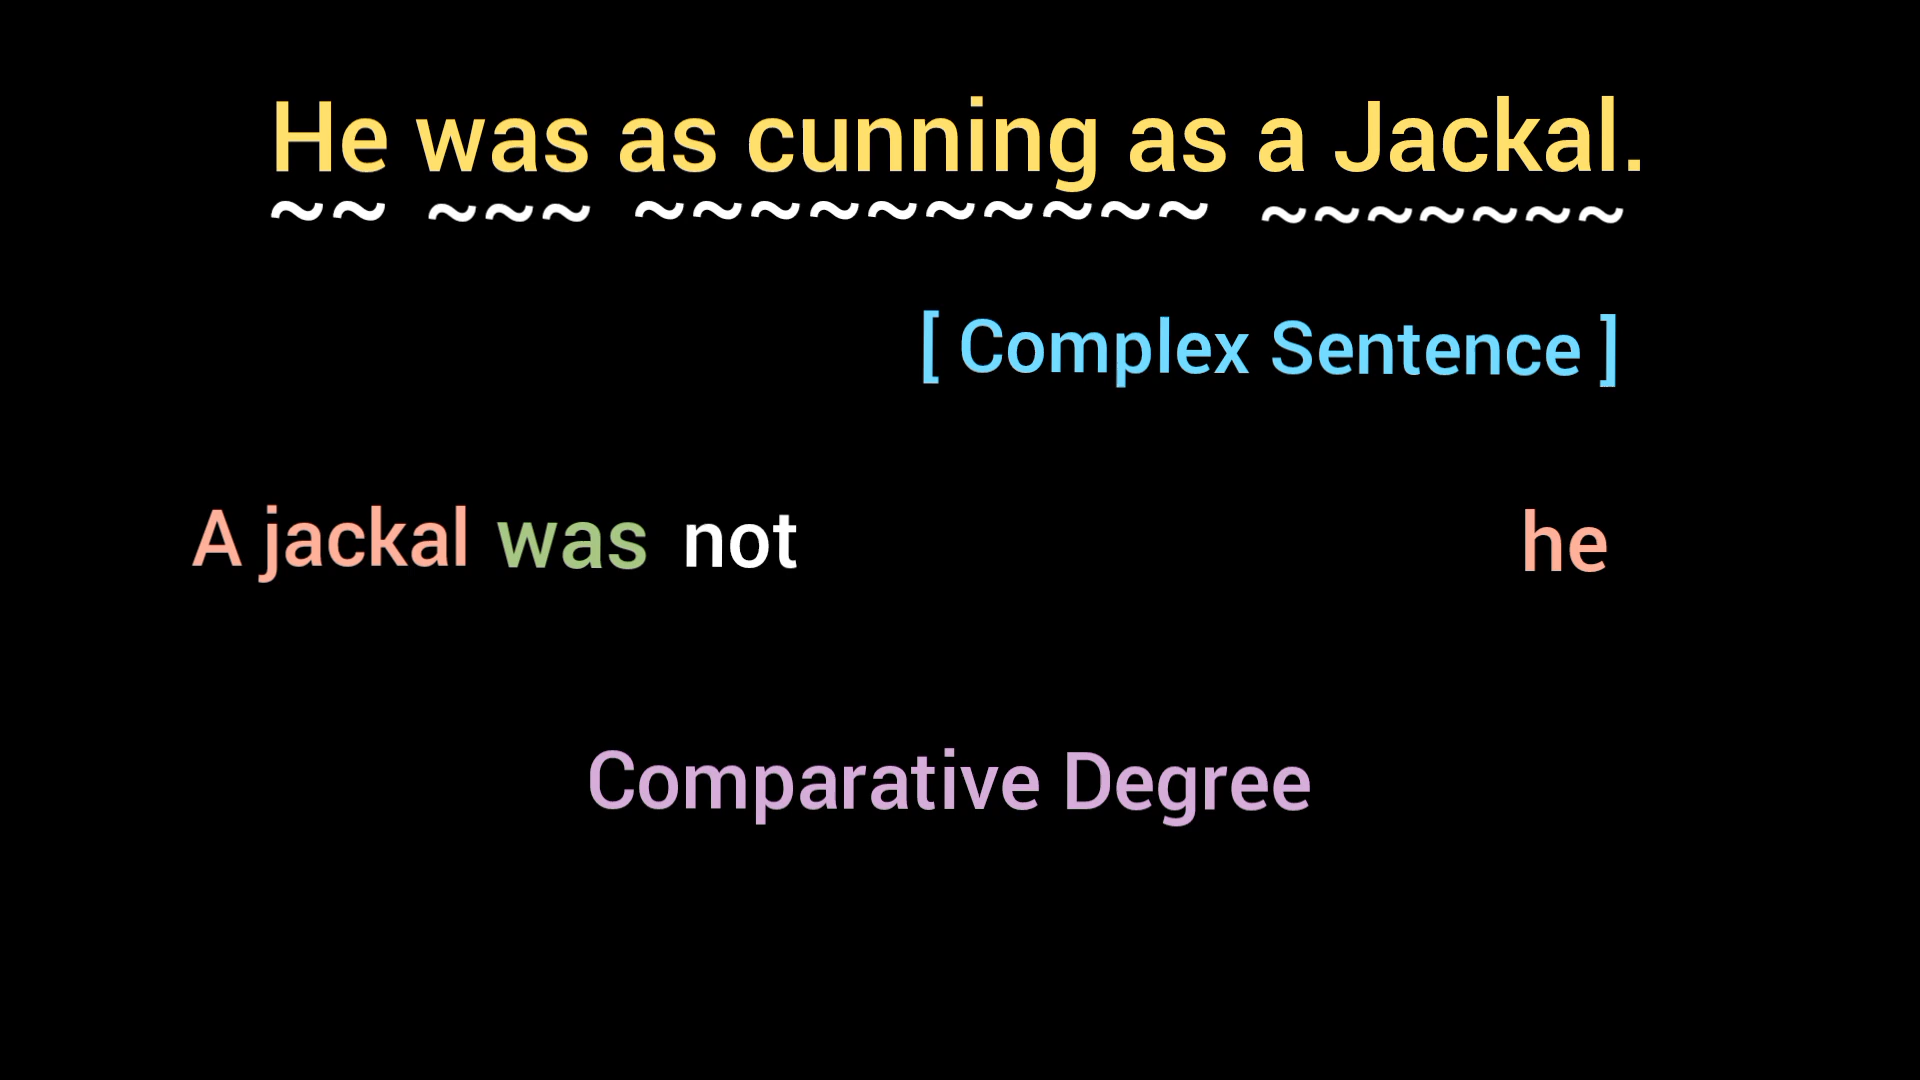 He was as cunning as a Jackal.
~~ ~~~ ~~~~~~~~~~ ~~~~~~~
[ Complex Sentence ]
A jackal was not he
Comparative Degree